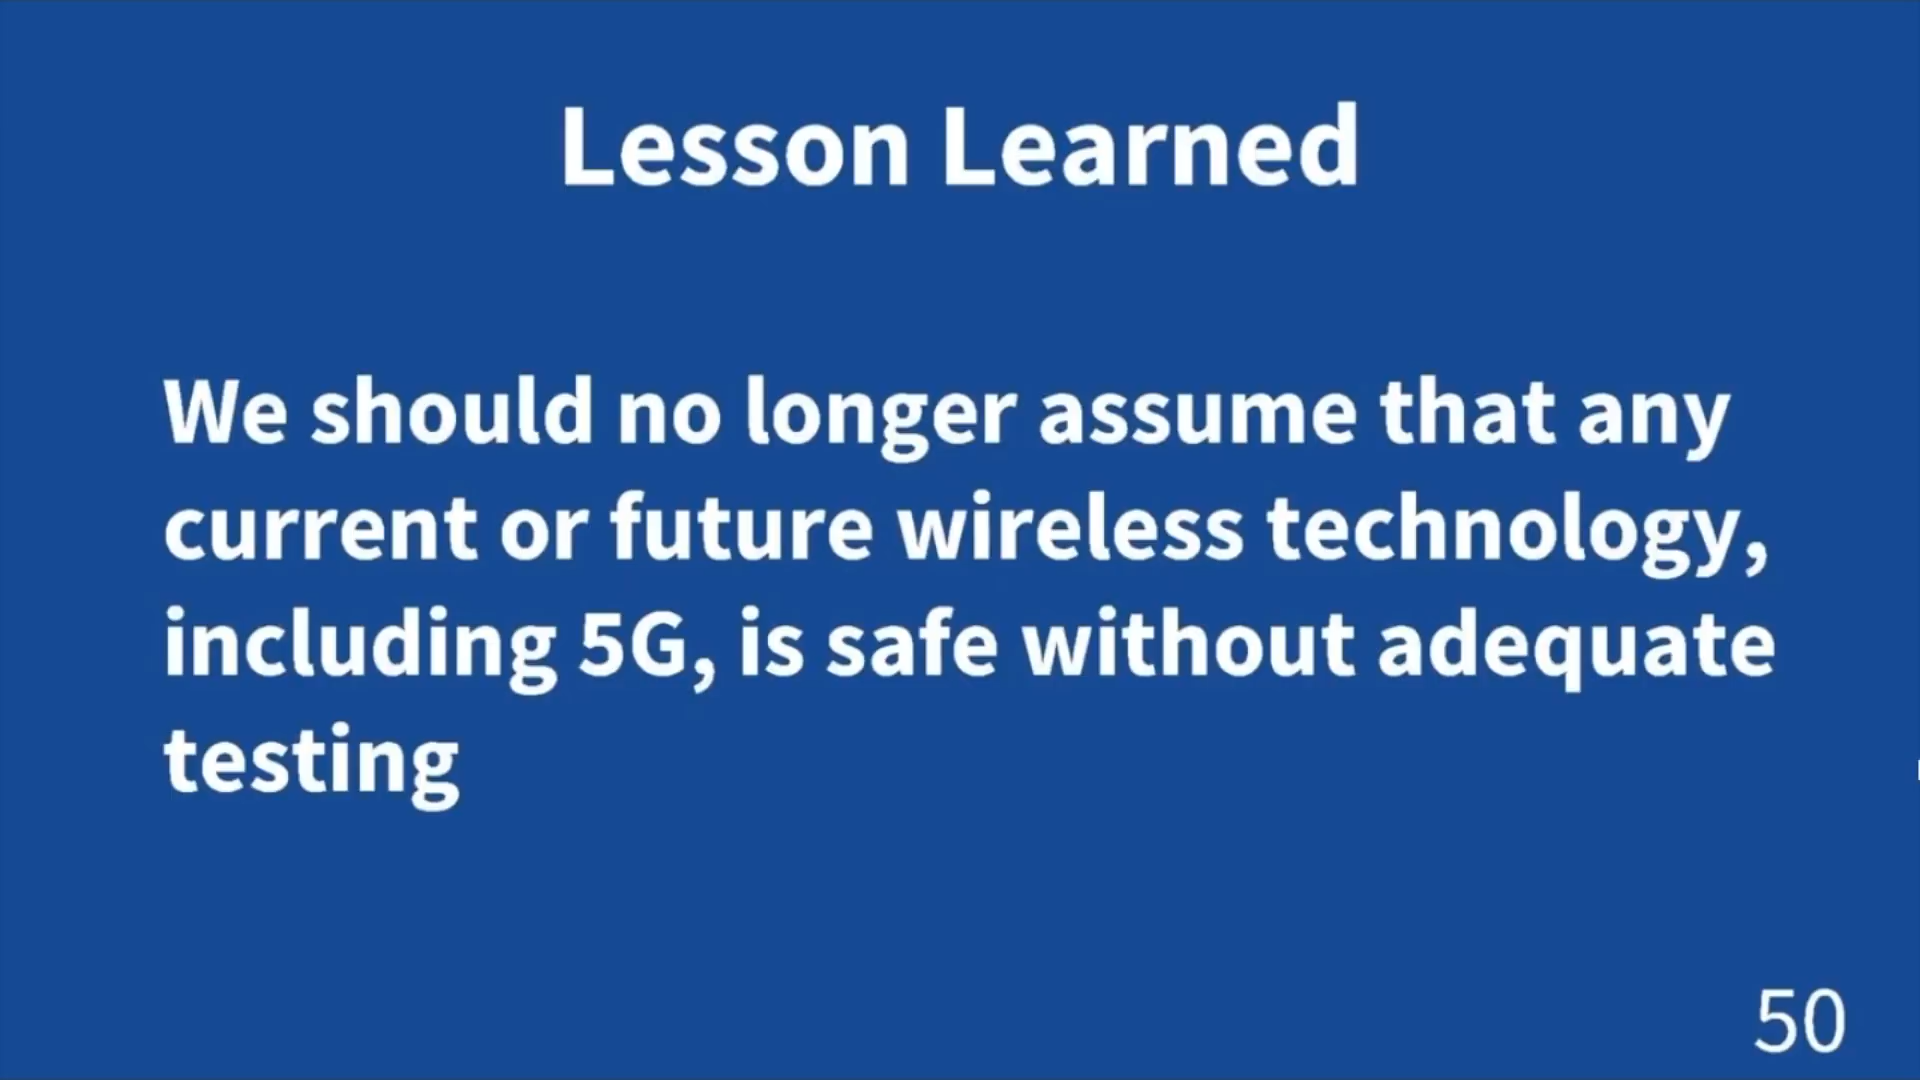 Lesson Learned
We should no longer assume that any
current or future wireless technology,
including 5G, is safe without adequate
testing
50